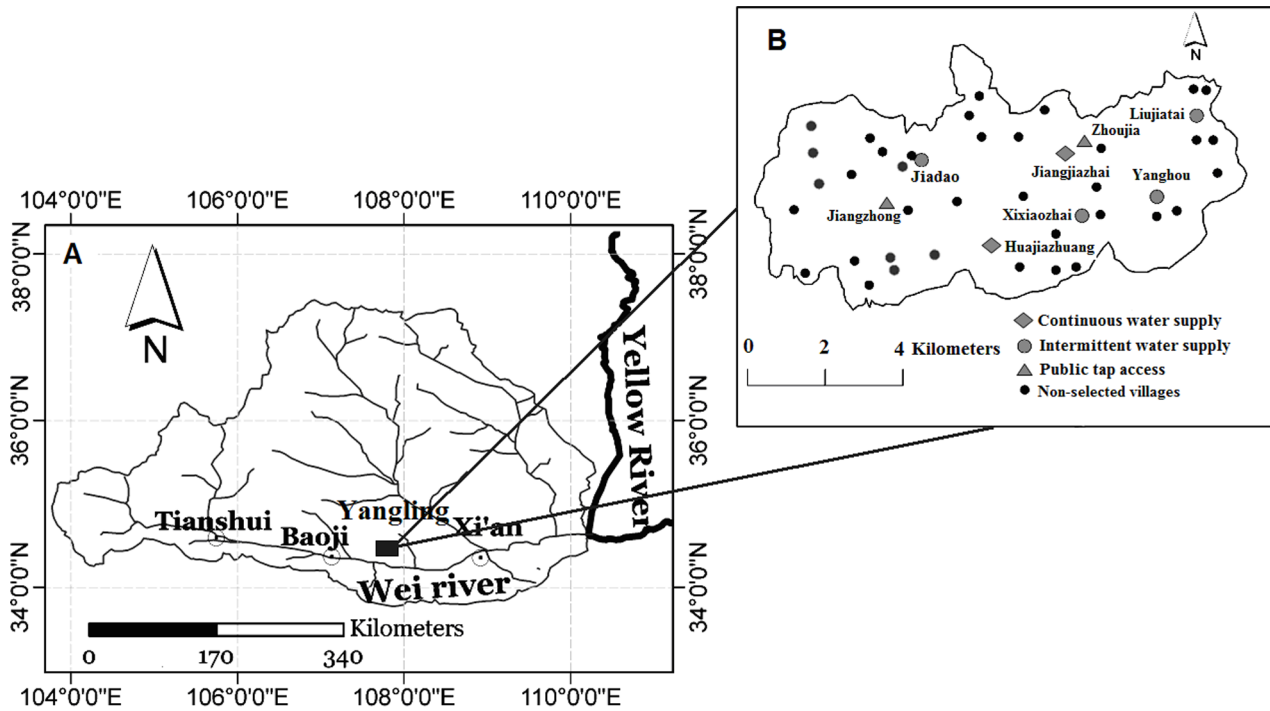 B
N
Liujiatai
Zhoujia
Jiangjiazhai
Yanghou
Jiadao
Jiangzhong
Xixiaozhai
Huajiazhuang
0 2 4 Kilometers
Continuous water supply
Intermittent water supply
Public tap access
Non-selected villages
104°0'0"E 106°0'0"E 108°0'0"E 110°0'0"E
A
N
38°0'0"N
38°0'0"N
36°0'0"N
36°0'0"N
34°0'0"N
34°0'0"N
Yellow River
Yangling
Tianshui
Baoji
Xi'an
Wei river
Kilometers
0 170 340
104°0'0"E 106°0'0"E 108°0'0"E 110°0'0"E